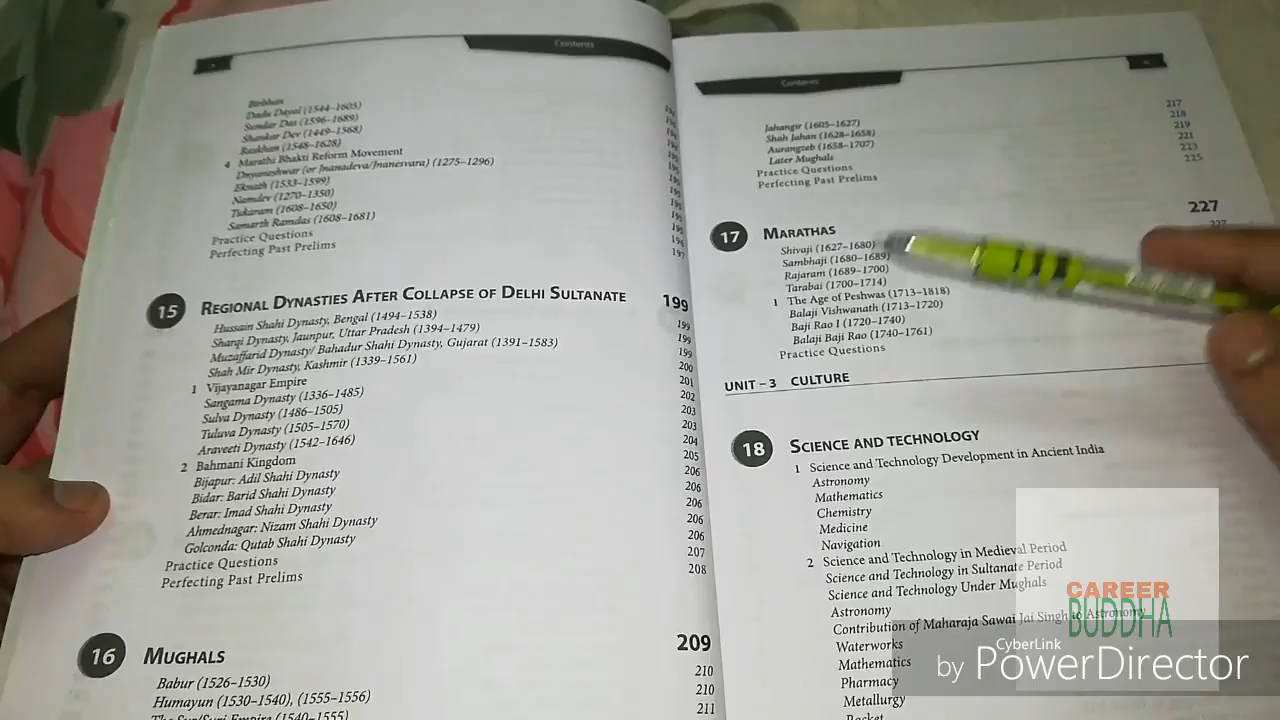 Contents
Biribhan
Dadu Dayal (1544–1603)
Sundar Das (1596–1689)
Shankar Dev (1449–1568)
Raskhan (1548–1628)
4 Marathi Bhakti Reform Movement
Dnyaneshwar (or Jnanadeva/Jnanesvara) (1275–1296)
Eknath (1533–1599)
Namdev (1270–1350)
Tukaram (1608–1650)
Samarth Ramdas (1608–1681)
Practice Questions 196
Perfecting Past Prelims 197
15 REGIONAL DYNASTIES AFTER COLLAPSE OF DELHI SULTANATE 199
Hussain Shahi Dynasty, Bengal (1494–1538) 199
Sharqi Dynasty, Jaunpur, Uttar Pradesh (1394–1479) 199
Muzaffarid Dynasty/ Bahadur Shahi Dynasty, Gujarat (1391–1583) 199
Shah Mir Dynasty, Kashmir (1339–1561) 200
1 Vijayanagar Empire 201
Sangama Dynasty (1336–1485) 202
Sulva Dynasty (1486–1505) 203
Tuluva Dynasty (1505–1570) 203
Araveeti Dynasty (1542–1646) 204
2 Bahmani Kingdom 205
Bijapur: Adil Shahi Dynasty 206
Bidar: Barid Shahi Dynasty 206
Berar: Imad Shahi Dynasty 206
Ahmednagar: Nizam Shahi Dynasty 206
Golconda: Qutab Shahi Dynasty 206
Practice Questions 207
Perfecting Past Prelims 208
16 MUGHALS 209
Babur (1526–1530) 210
Humayun (1530–1540), (1555–1556) 210
The Sur/Suri Empire (1540–1555) 211
Contents
Jahangir (1605–1627) 217
Shah Jahan (1628–1658) 218
Aurangzeb (1658–1707) 219
Later Mughals 221
Practice Questions 223
Perfecting Past Prelims 225
17 MARATHAS 227
Shivaji (1627–1680) 227
Sambhaji (1680–1689)
Rajaram (1689–1700)
Tarabai (1700–1714)
1 The Age of Peshwas (1713–1818)
Balaji Vishwanath (1713–1720)
Baji Rao I (1720–1740)
Balaji Baji Rao (1740–1761)
Practice Questions
UNIT – 3 CULTURE
18 SCIENCE AND TECHNOLOGY
1 Science and Technology Development in Ancient India
Astronomy
Mathematics
Chemistry
Medicine
Navigation
2 Science and Technology in Medieval Period
Science and Technology in Sultanate Period
Science and Technology Under Mughals
Astronomy
Contribution of Maharaja Sawai Jai Singh to Astronomy
Waterworks
Mathematics
Pharmacy
Metallurgy
Rocket
CAREER
BUDDHA
CyberLink
by PowerDirector